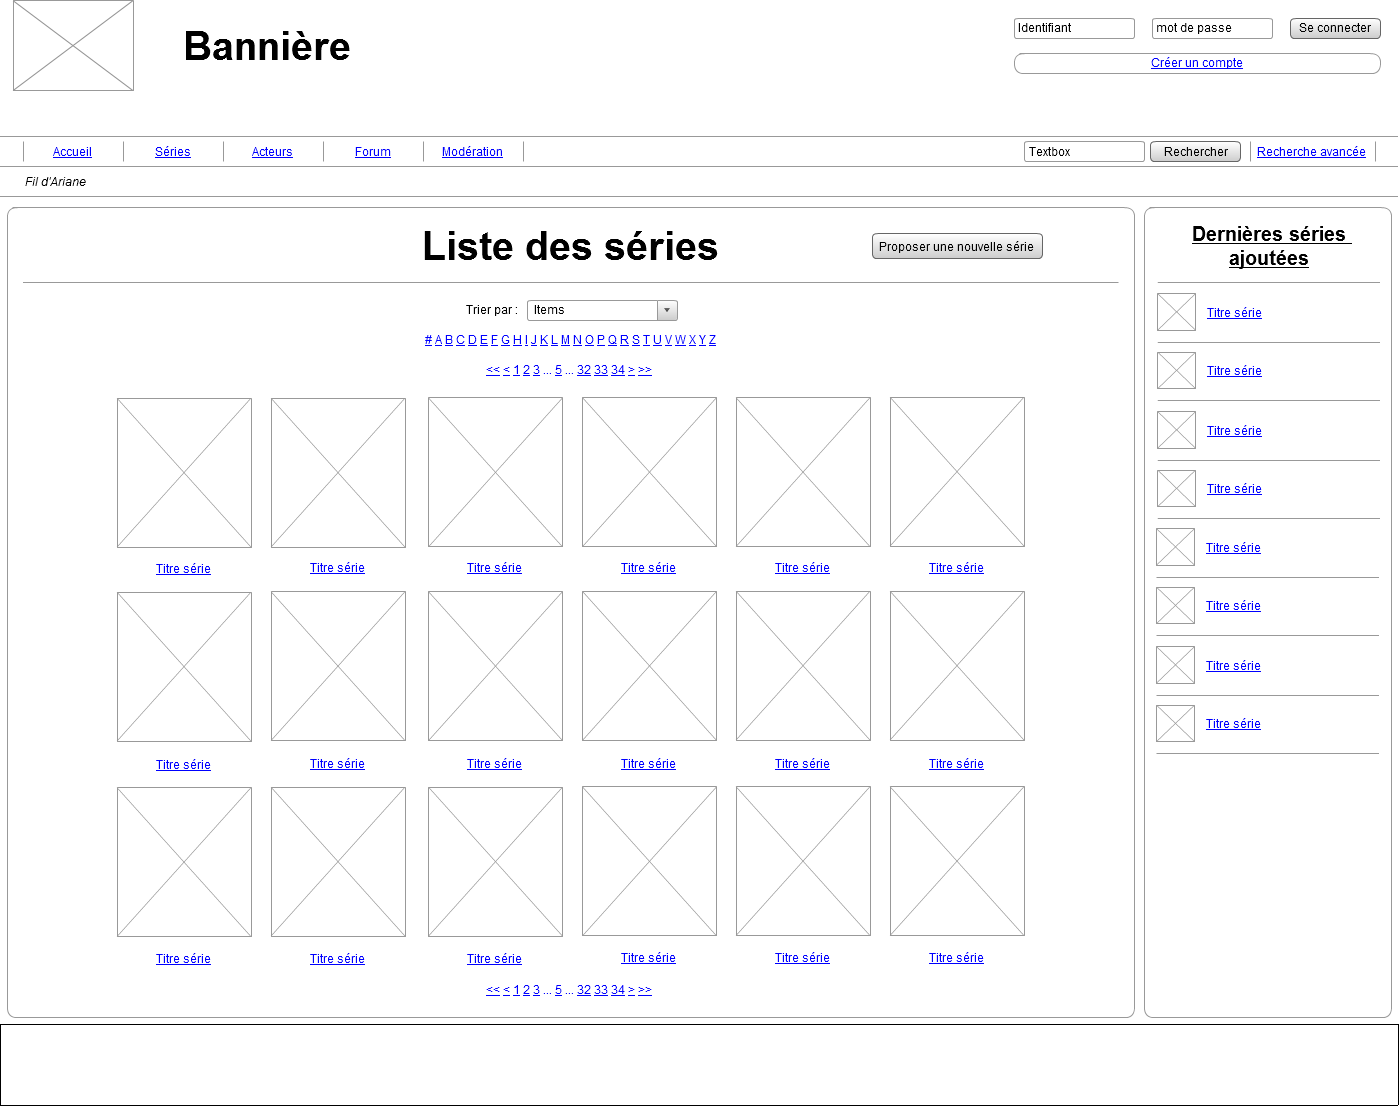 Bannière
Identifiant mot de passe Se connecter
Créer un compte
Accueil Séries Acteurs Forum Modération Textbox Rechercher Recherche avancée
Fil d'Ariane
Liste des séries
Proposer une nouvelle série
Trier par : Items
# A B C D E F G H I J K L M N O P Q R S T U V W X Y Z
<< < 1 2 3 ... 5 ... 32 33 34 > >>
Titre série Titre série Titre série Titre série Titre série Titre série
Titre série Titre série Titre série Titre série Titre série Titre série
Titre série Titre série Titre série Titre série Titre série Titre série
<< < 1 2 3 ... 5 ... 32 33 34 > >>
Dernières séries
ajoutées
Titre série
Titre série
Titre série
Titre série
Titre série
Titre série
Titre série
Titre série